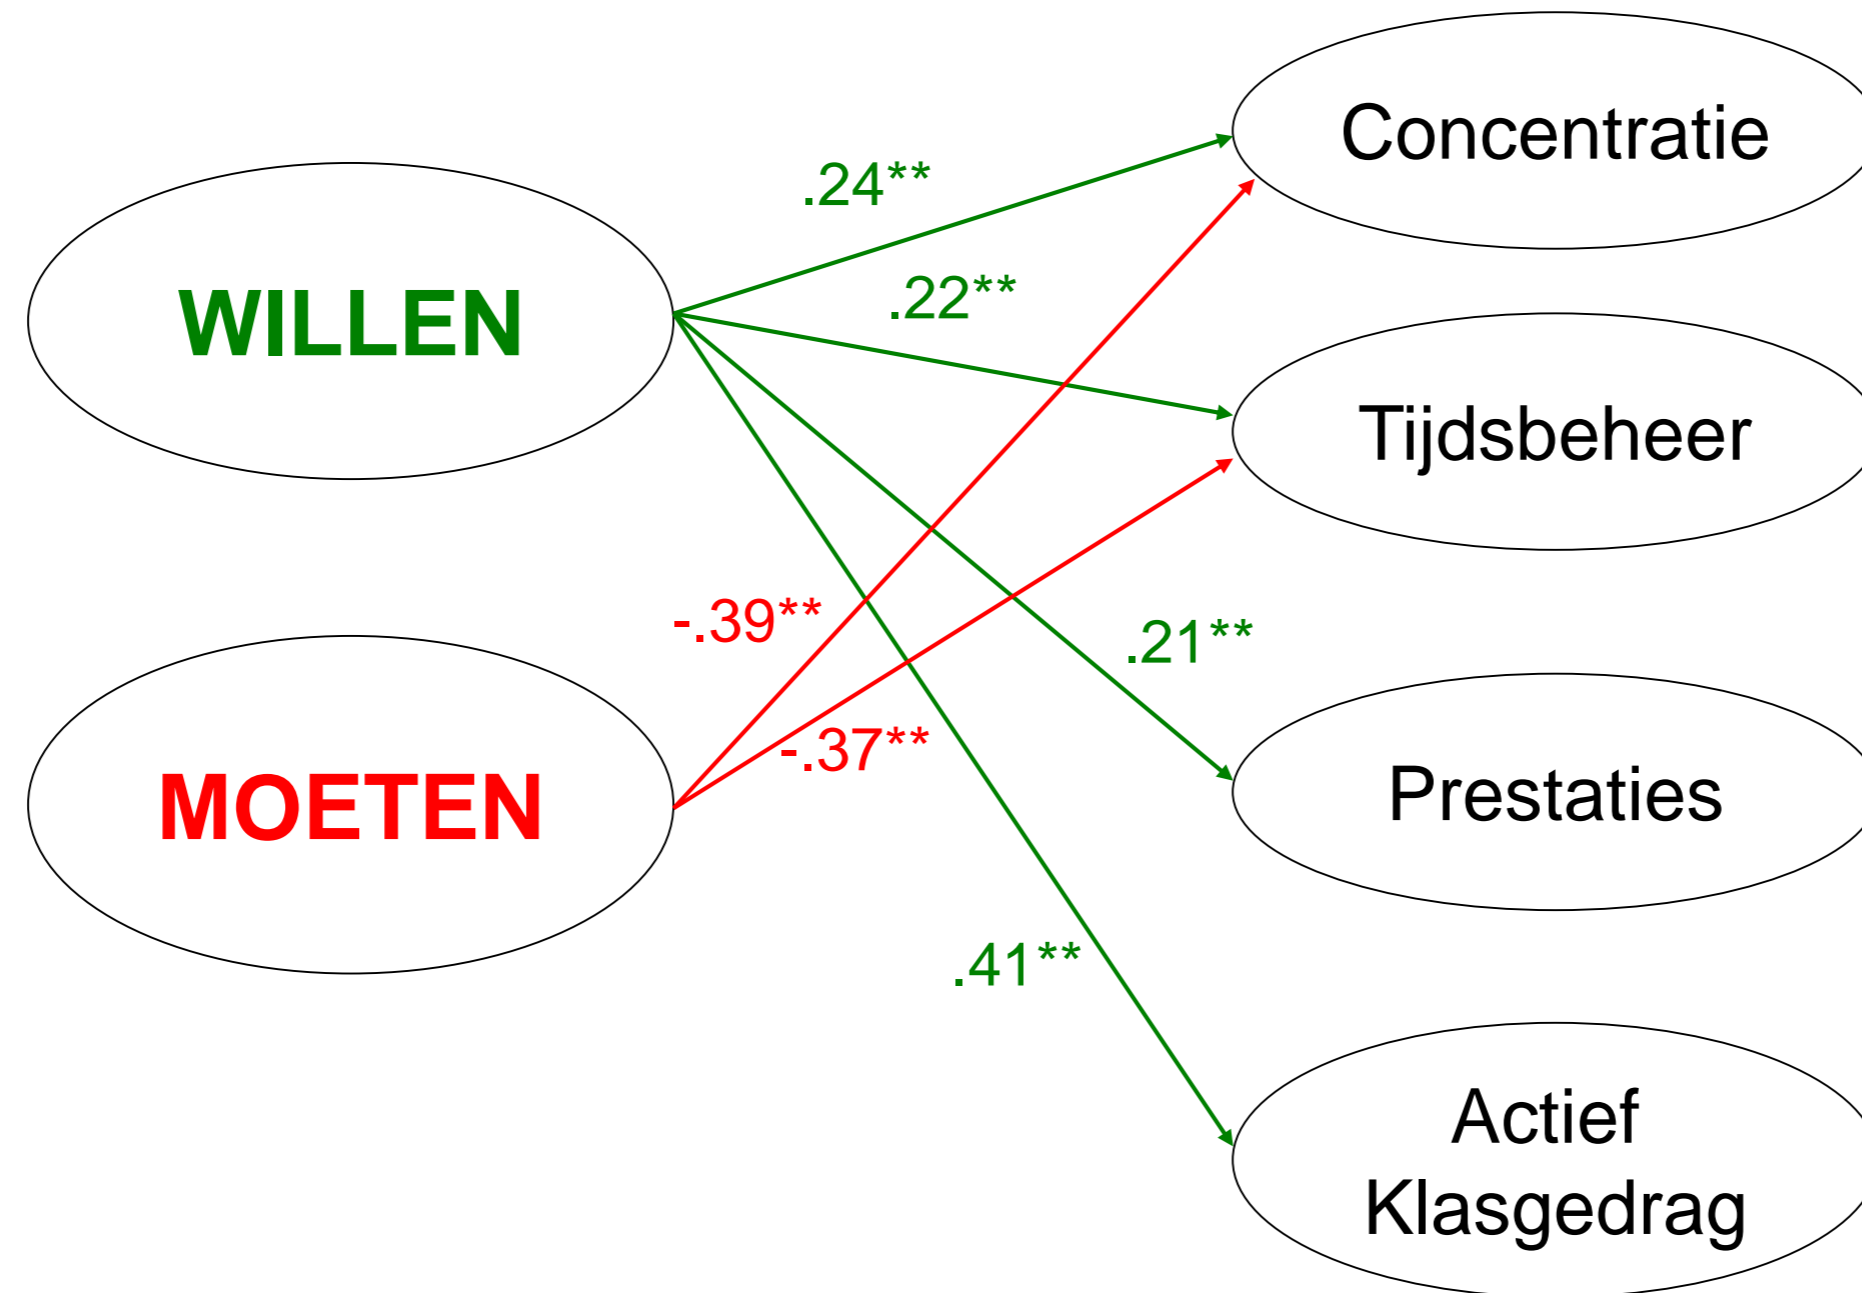 Concentratie
.24**
.22**
WILLEN
Tijdsbeheer
-.39**
.21**
-.37**
MOETEN
Prestaties
.41**
Actief
Klasgedrag